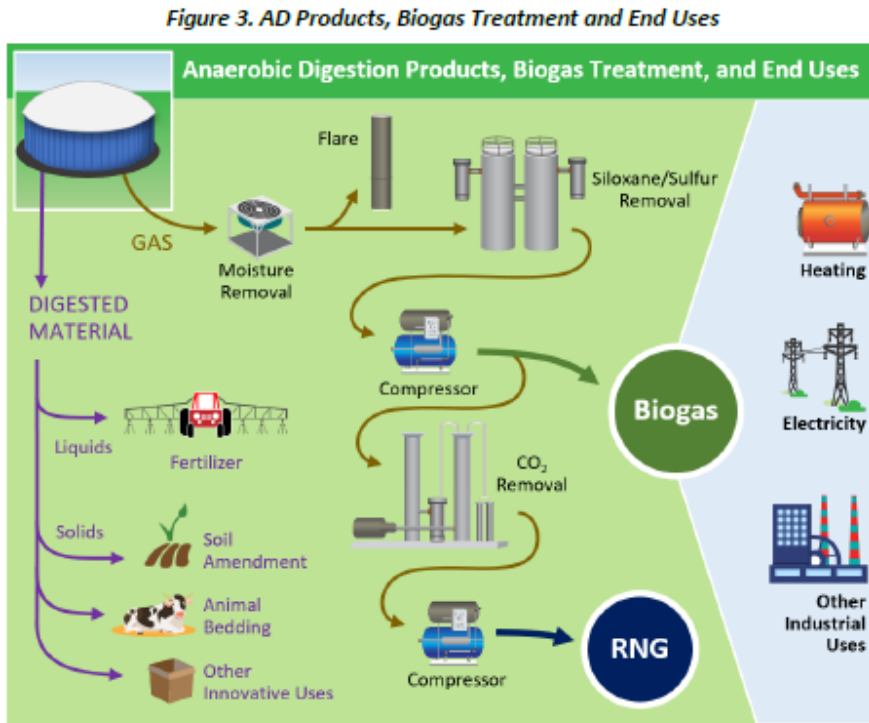 Figure 3. AD Products, Biogas Treatment and End Uses
Anaerobic Digestion Products, Biogas Treatment, and End Uses
Flare
Siloxane/Sulfur
Removal
GAS
Moisture
Removal
Heating
DIGESTED
MATERIAL
Compressor
Biogas
Electricity
Liquids
Fertilizer
CO₂
Removal
Solids
Soil
Amendment
Animal
Bedding
Other
Industrial
Uses
RNG
Other
Innovative Uses
Compressor